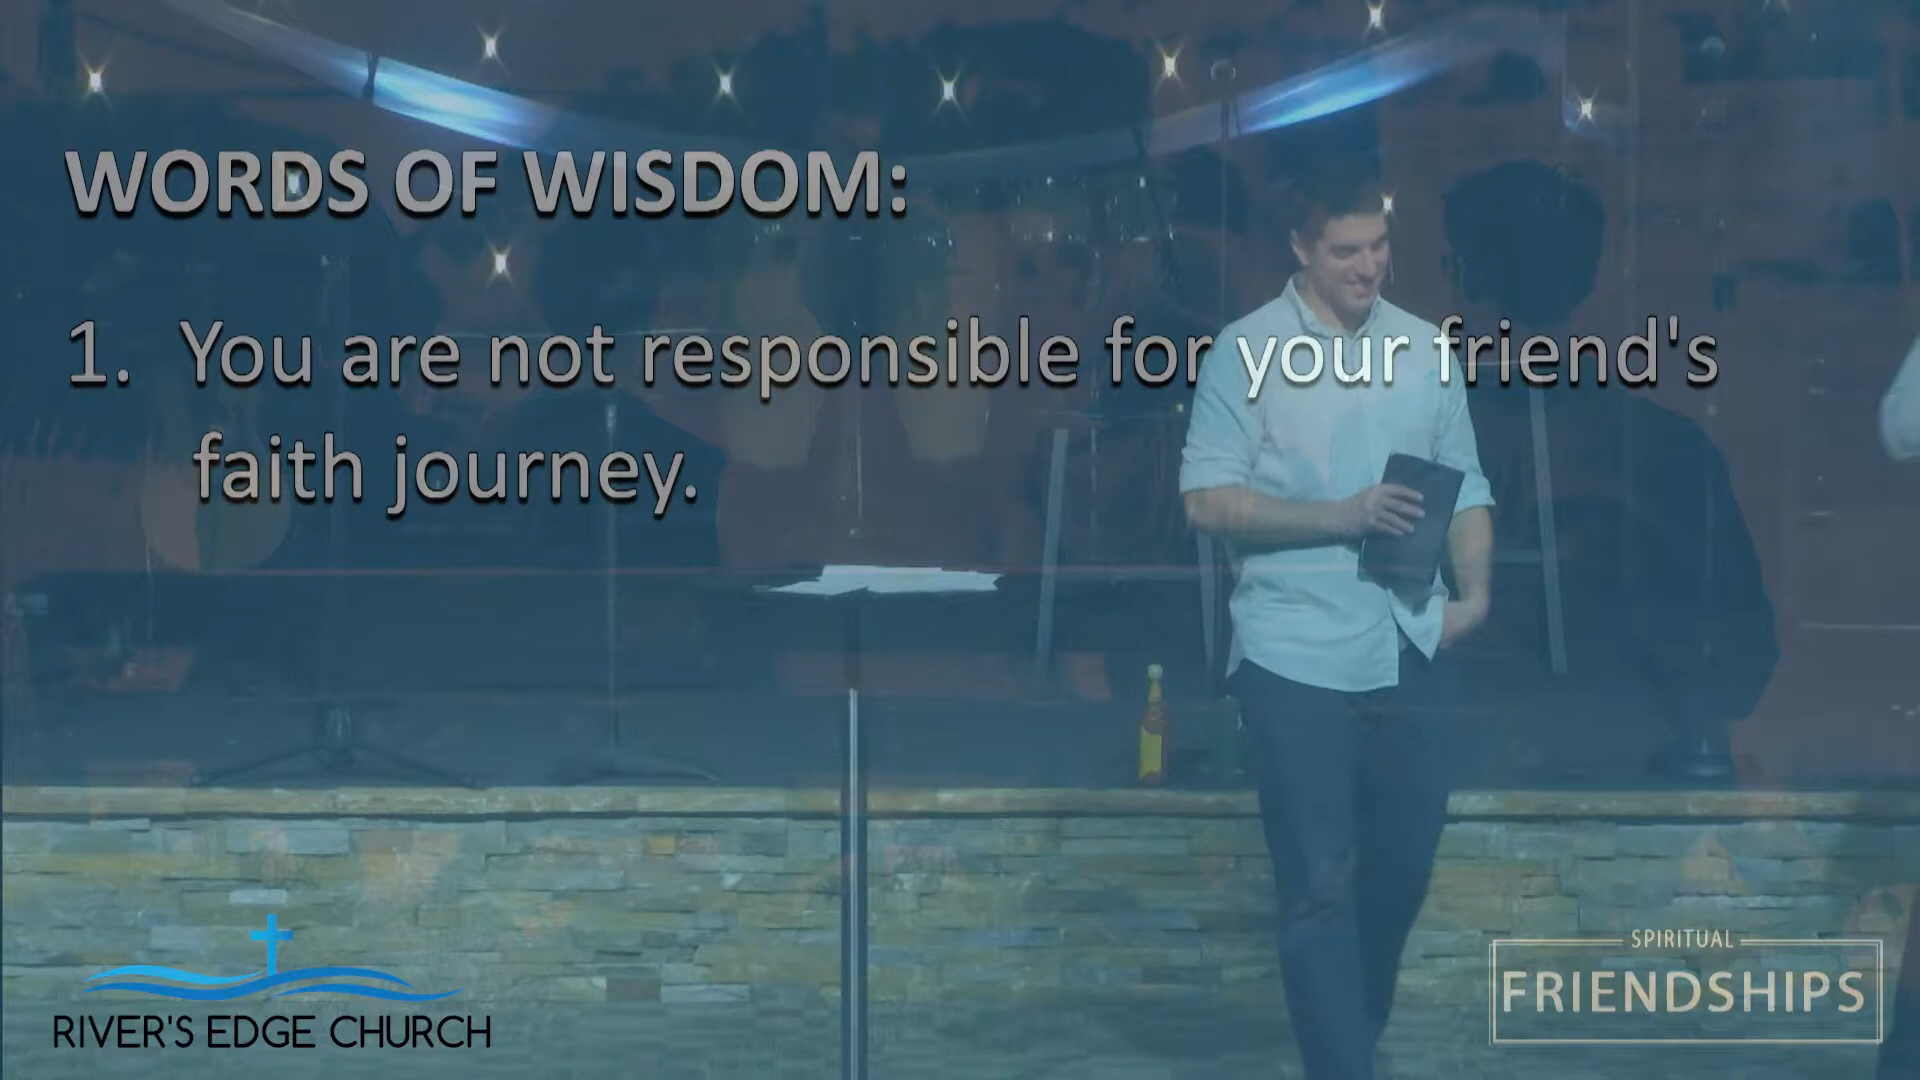 WORDS OF WISDOM:
1. You are not responsible for your friend's
faith journey.
RIVER'S EDGE CHURCH
SPIRITUAL
FRIENDSHIPS